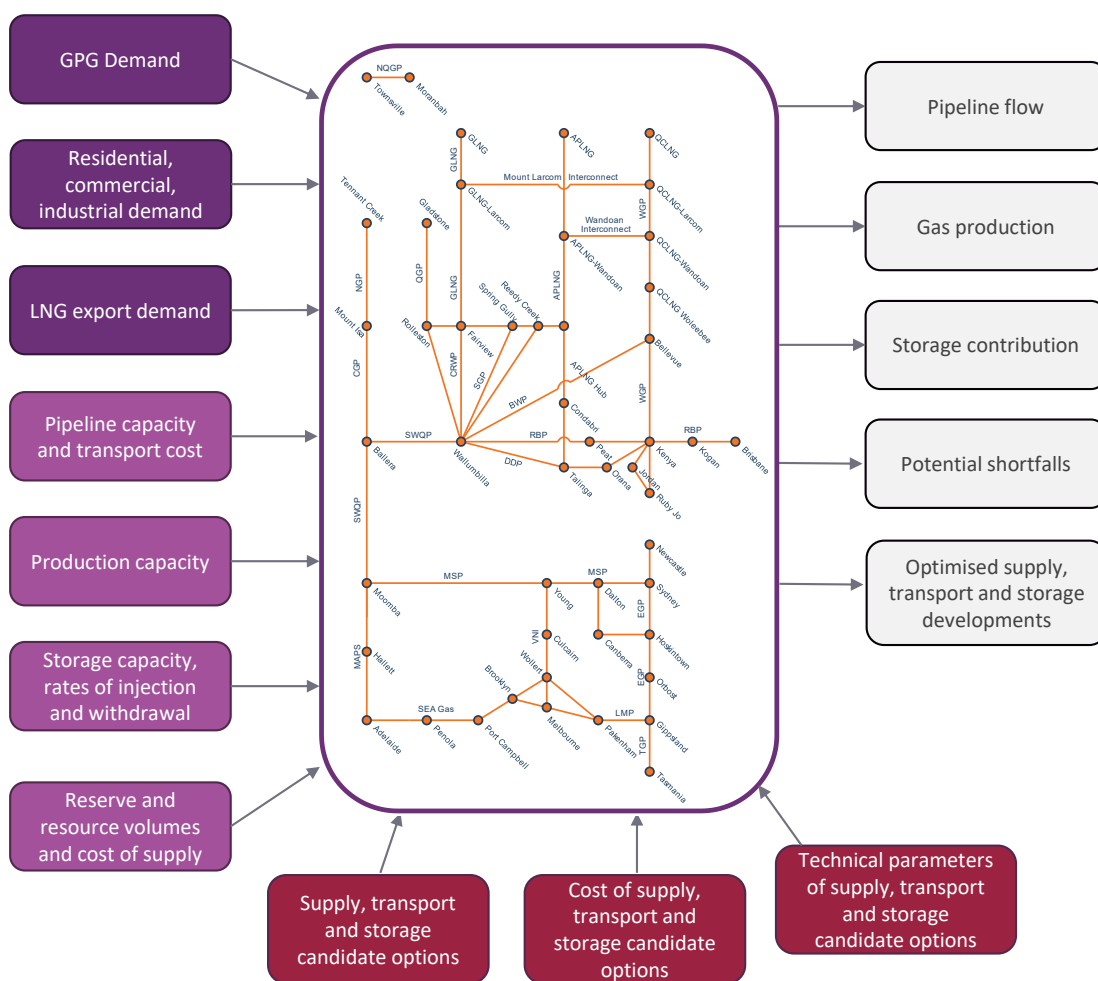 GPG Demand
Residential,
commercial,
industrial demand
LNG export demand
Pipeline capacity
and transport cost
Production capacity
Storage capacity,
rates of injection
and withdrawal
Reserve and
resource volumes
and cost of supply
NQGP
Townsville
Moranbah
GLNG
APLNG
QCLNG
GLNG
Mount Larcom Interconnect
GLNG-Larcom
QCLNG-Larcom
WGP
Tennant Creek
Gladstone
Wandoan
Interconnect
APLNG-Wandoan
QCLNG-Wandoan
NGP
QGP
GLNG
Spring Gully
Reedy Creek
APLNG
QCLNG Woleebee
Mount Isa
Rolleston
Fairview
Bellevue
CGP
CRWP
SGP
BWP
APLNG Hub
WGP
Condabri
SWQP
RBP
RBP
Ballera
Wallumbilla
DDP
Peat
Kenya
Kogan
Brisbane
Talinga
Orana
Jordan
Ruby Jo
SWQP
Newcastle
MSP
MSP
Moomba
Young
Dalton
Sydney
EGP
VNI
Culcairn
Canberra
Hoskintown
MAPS
Hallett
Wollert
Brooklyn
EGP
Orbost
SEA Gas
LMP
Adelaide
Penola
Port Campbell
Melbourne
Pakenham
Gippsland
TGP
Tasmania
Pipeline flow
Gas production
Storage contribution
Potential shortfalls
Optimised supply,
transport and storage
developments
Supply, transport
and storage
candidate options
Cost of supply,
transport and
storage candidate
options
Technical parameters
of supply, transport
and storage
candidate options